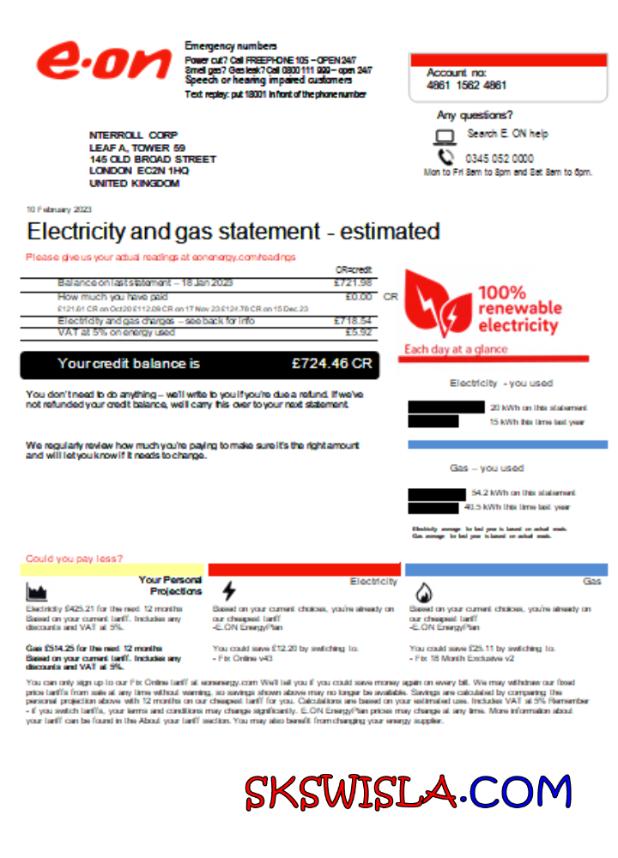 e·on
Emergency numbers
Power cut? Call FREEPHONE 105 – OPEN 24/7
Smell gas? Gas leak? Call 0800 111 999 – open 24/7
Speech or hearing impaired customers
Text replay: put 18001 in front of the phone number
Account no:
4861 1562 4861
Any questions?
Search E. ON help
0345 052 0000
Mon to Fri 8am to 8pm and Sat 8am to 6pm.
NTERROLL CORP
LEAF A, TOWER 59
145 OLD BROAD STREET
LONDON EC2N 1HQ
UNITED KINGDOM
10 February 2023
Electricity and gas statement - estimated
Please give us your actual readings at eonenergy.com/readings
CR=credit
Balance on last statement – 18 Jan 2023 £721.98
How much you have paid £0.00 CR
£121.61 CR on Oct20 £112.09 CR on 17 Nov 23 £124.78 CR on 15 Dec.23
Electricity and gas charges – see back for info £718.54
VAT at 5% on energy used £5.92
Your credit balance is £724.46 CR
You don't need to do anything – we'll write to you if you're due a refund. If we've
not refunded your credit balance, we'll carry this over to your next statement.
We regularly review how much you're paying to make sure it's the right amount
and will let you know if it needs to change.
100%
renewable
electricity
Each day at a glance
Electricity - you used
20 kWh on this statement
15 kWh this time last year
Gas – you used
54.2 kWh on this statement
40.5 kWh this time last year
Electricity average for last year is based on actual reads.
Gas average for last year is based on actual reads.
Could you pay less?
Your Personal
Projections
Electricity £425.21 for the next 12 months
Based on your current tariff. Includes any
discounts and VAT at 5%.
Gas £514.25 for the next 12 months
Based on your current tariff. Includes any
discounts and VAT at 5%.
Electricity
Based on your current choices, you're already on
our cheapest tariff
-E.ON EnergyPlan
You could save £12.20 by switching to:
- Fix Online v43
Gas
Based on your current choices, you're already on
our cheapest tariff
-E.ON EnergyPlan
You could save £25.11 by switching to:
- Fix 18 Month Exclusive v2
You can only sign up to our Fix Online tariff at eonenergy.com We'll tell you if you could save money again on every bill. We may withdraw our fixed
price tariffs from sale at any time without warning, so savings shown above may no longer be available. Savings are calculated by comparing the
personal projection above with 12 months on our cheapest tariff for you. Calculations are based on your estimated use. Includes VAT at 5% Remember
- if you switch tariffs, your terms and conditions may change significantly. E.ON EnergyPlan prices may change at any time. More information about
your tariff can be found in the About your tariff section. You may also benefit from changing your energy supplier.
SKSWISLA.COM